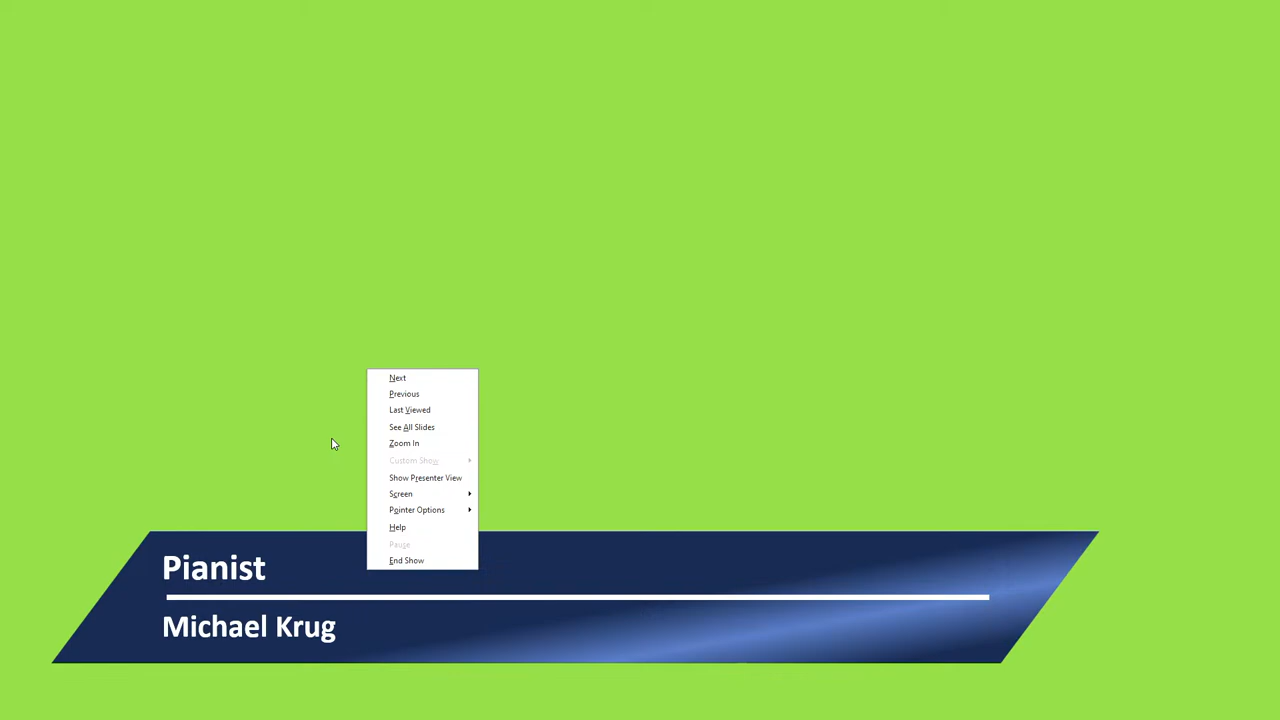 Next
Previous
Last Viewed
See All Slides
Zoom In
Custom Show
Show Presenter View
Screen
Pointer Options
Help
Pause
End Show
Pianist
Michael Krug